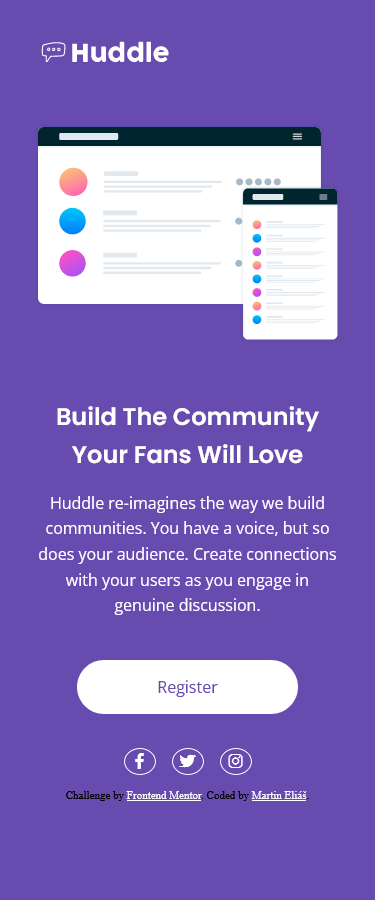 Huddle
Build The Community
Your Fans Will Love
Huddle re-imagines the way we build
communities. You have a voice, but so
does your audience. Create connections
with your users as you engage in
genuine discussion.
Register
Challenge by Frontend Mentor. Coded by Martin Eliáš.